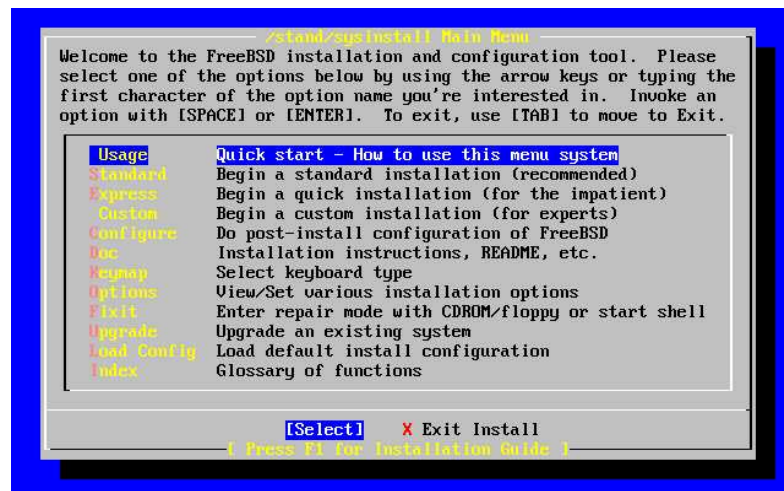 /stand/sysinstall Main Menu
Welcome to the FreeBSD installation and configuration tool.  Please
select one of the options below by using the arrow keys or typing the
first character of the option name you're interested in.  Invoke an
option with [SPACE] or [ENTER].  To exit, use [TAB] to move to Exit.
Usage Quick start - How to use this menu system
Standard Begin a standard installation (recommended)
Express Begin a quick installation (for the impatient)
Custom Begin a custom installation (for experts)
Configure Do post-install configuration of FreeBSD
Doc Installation instructions, README, etc.
Keymap Select keyboard type
Options View/Set various installation options
Fixit Enter repair mode with CDROM/floppy or start shell
Upgrade Upgrade an existing system
Load Config Load default install configuration
Index Glossary of functions
[Select] X Exit Install
[ Press F1 for Installation Guide ]